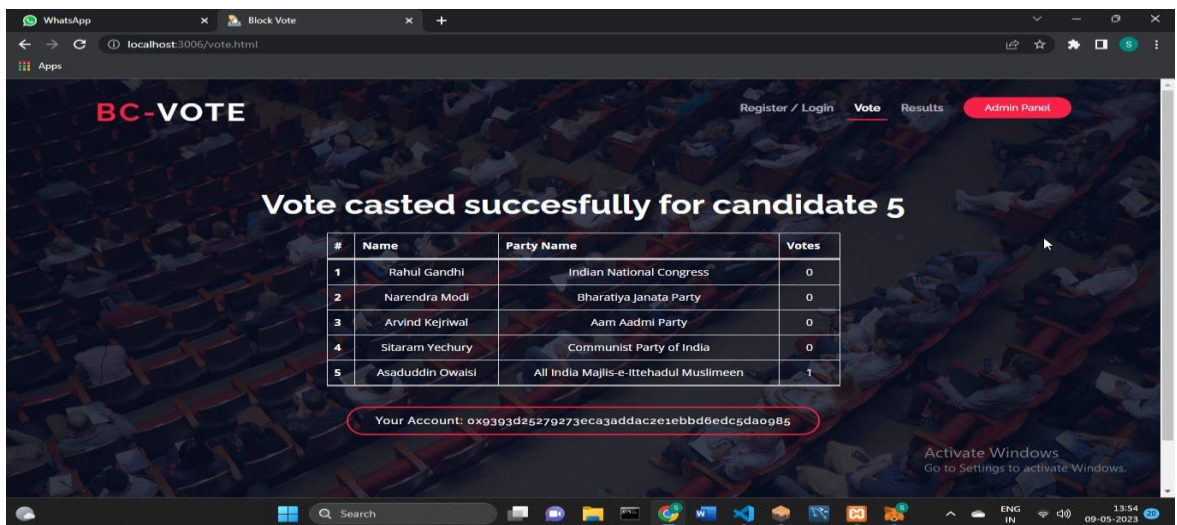 WhatsApp
Block Vote
localhost:3006/vote.html
S
Apps
BC-VOTE
Register / Login Vote Results Admin Panel
Vote casted succesfully for candidate 5
# Name Party Name Votes
1 Rahul Gandhi Indian National Congress 0
2 Narendra Modi Bharatiya Janata Party 0
3 Arvind Kejriwal Aam Aadmi Party 0
4 Sitaram Yechury Communist Party of India 0
5 Asaduddin Owaisi All India Majlis-e-Ittehadul Muslimeen 1
Your Account: 0x9393d25279273eca3addac2e1ebbd6edc5da0985
Activate Windows
Go to Settings to activate Windows.
Search
ENG
IN
13:54
09-05-2023
20